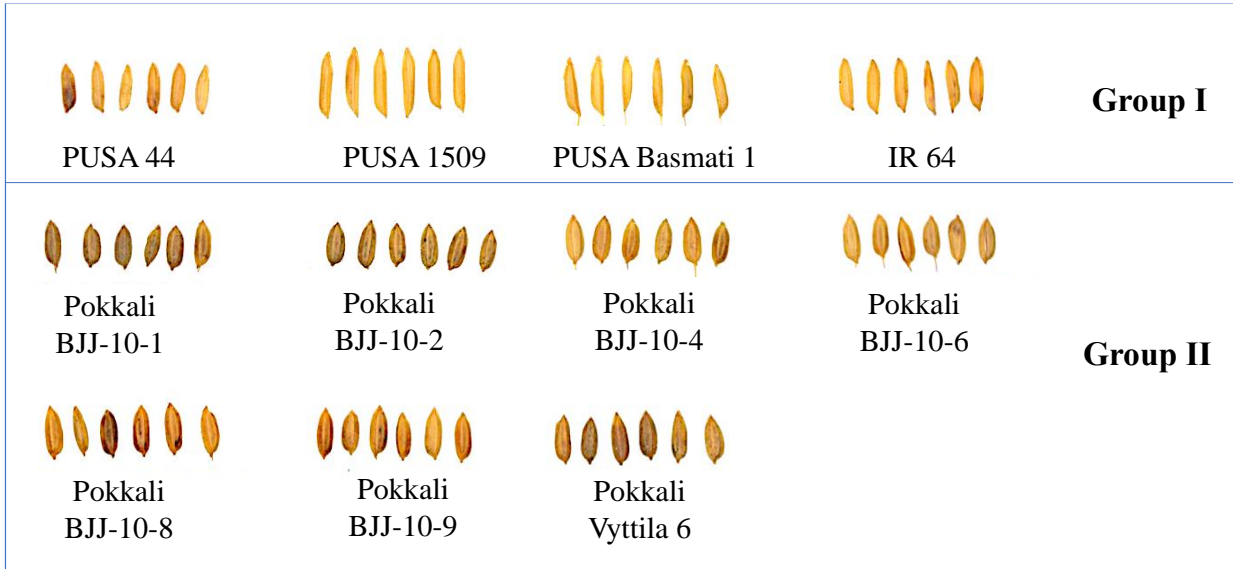 PUSA 44
PUSA 1509
PUSA Basmati 1
IR 64
Group I
Pokkali
BJJ-10-1
Pokkali
BJJ-10-2
Pokkali
BJJ-10-4
Pokkali
BJJ-10-6
Group II
Pokkali
BJJ-10-8
Pokkali
BJJ-10-9
Pokkali
Vyttila 6